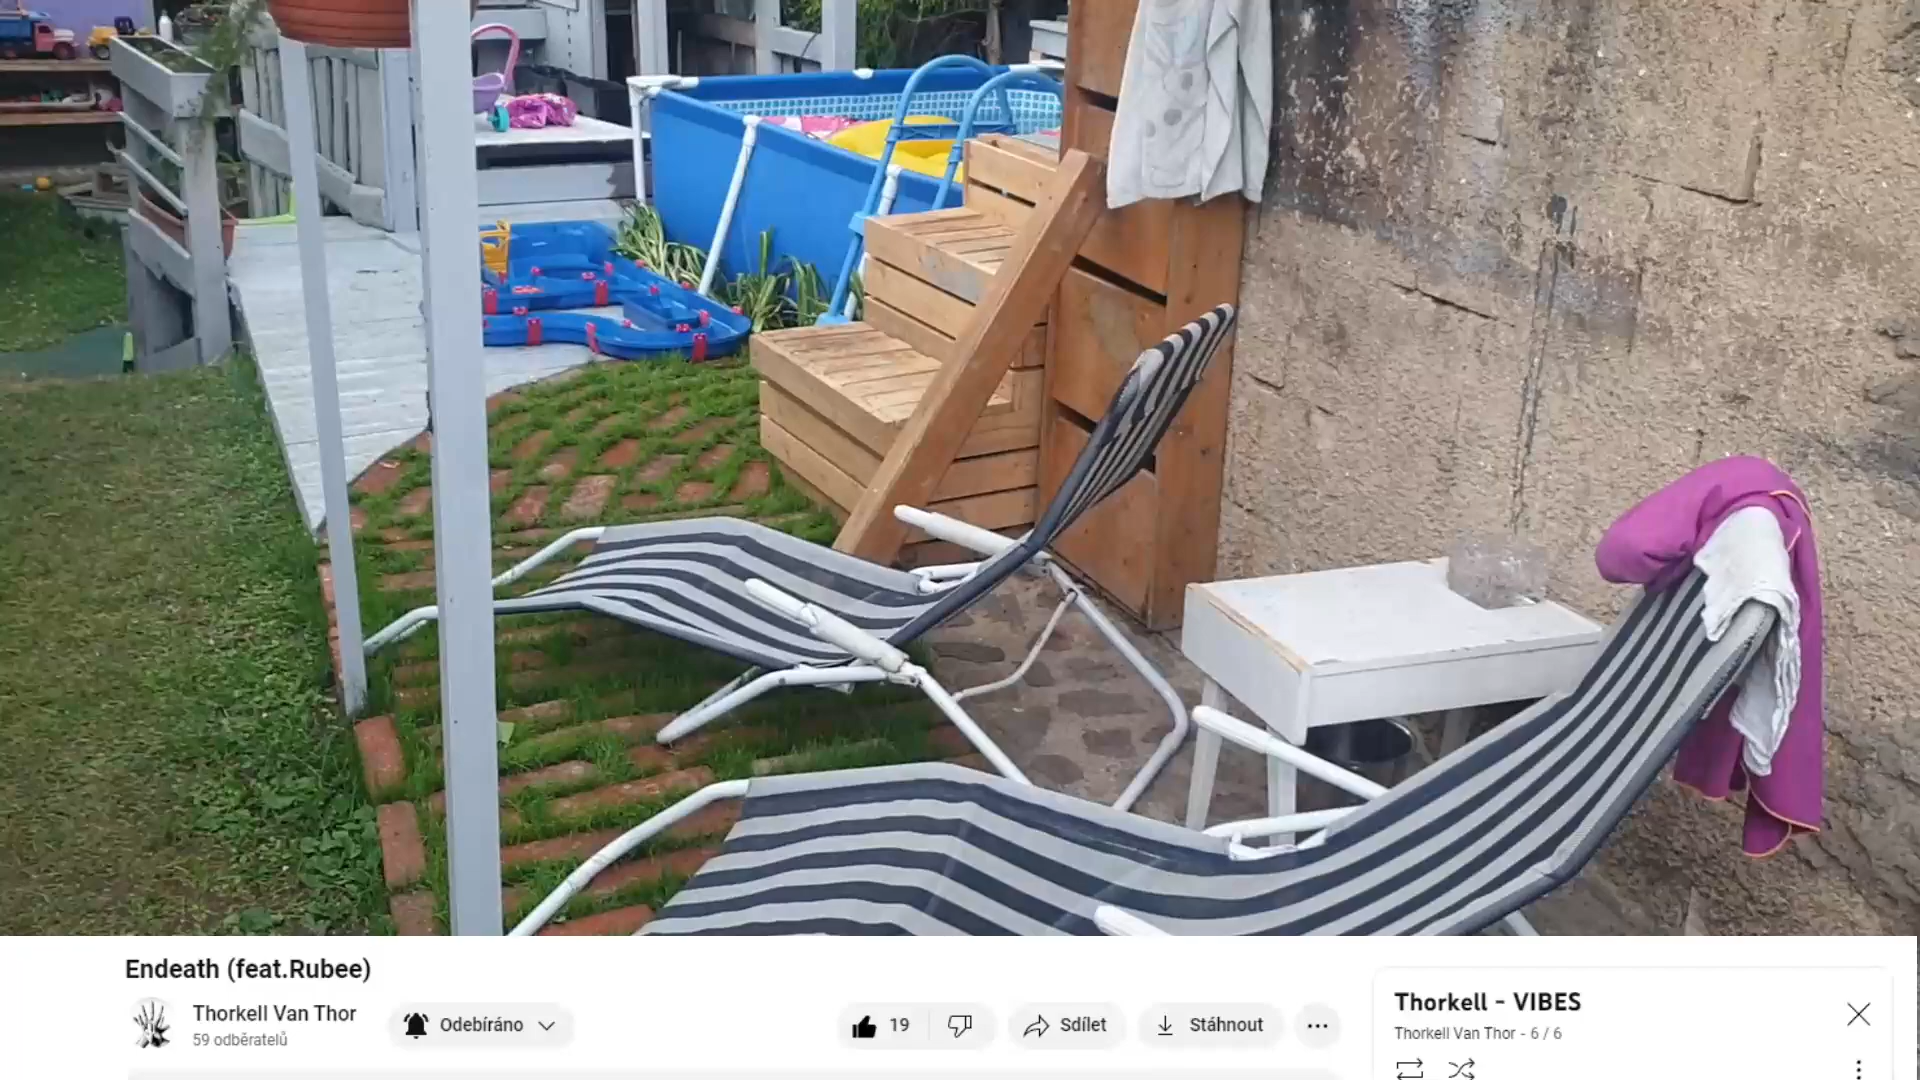 Endeath (feat.Rubee)
Thorkell Van Thor
59 odběratelů
Odebíráno
19
Sdílet
Stáhnout
Thorkell - VIBES
Thorkell Van Thor - 6 / 6